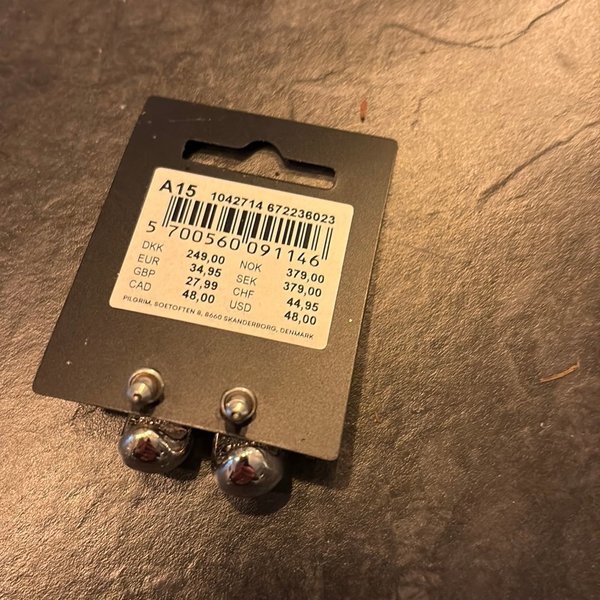 A15 1042714 672236023
5 700560 091146
DKK 249,00 NOK 379,00
EUR 34,95 SEK 379,00
GBP 27,99 CHF 44,95
CAD 48,00 USD 48,00
PILGRIM, SOETOFTEN 8, 8660 SKANDERBORG, DENMARK